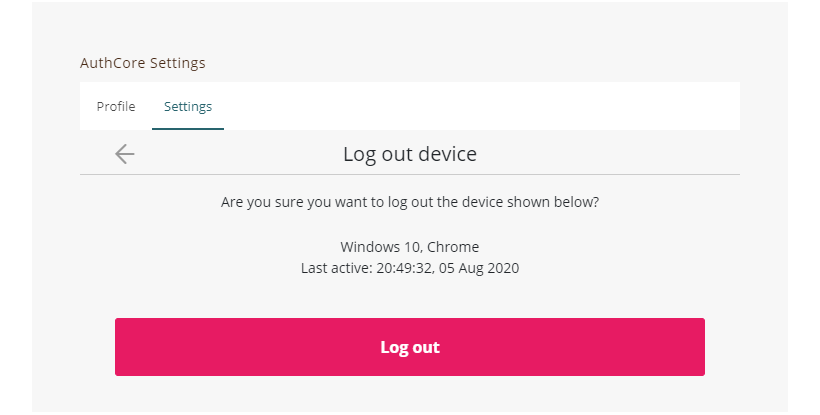 AuthCore Settings
Profile Settings
Log out device
Are you sure you want to log out the device shown below?
Windows 10, Chrome
Last active: 20:49:32, 05 Aug 2020
Log out